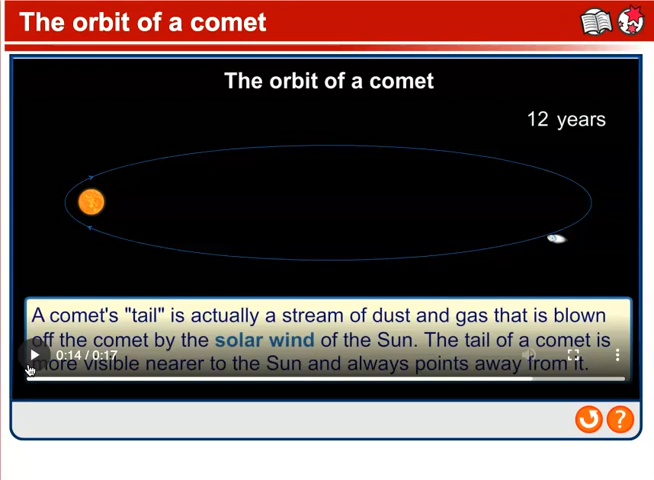 The orbit of a comet
The orbit of a comet
12 years
A comet's "tail" is actually a stream of dust and gas that is blown
off the comet by the solar wind of the Sun. The tail of a comet is
0:14 / 0:17
more visible nearer to the Sun and always points away from it.
?